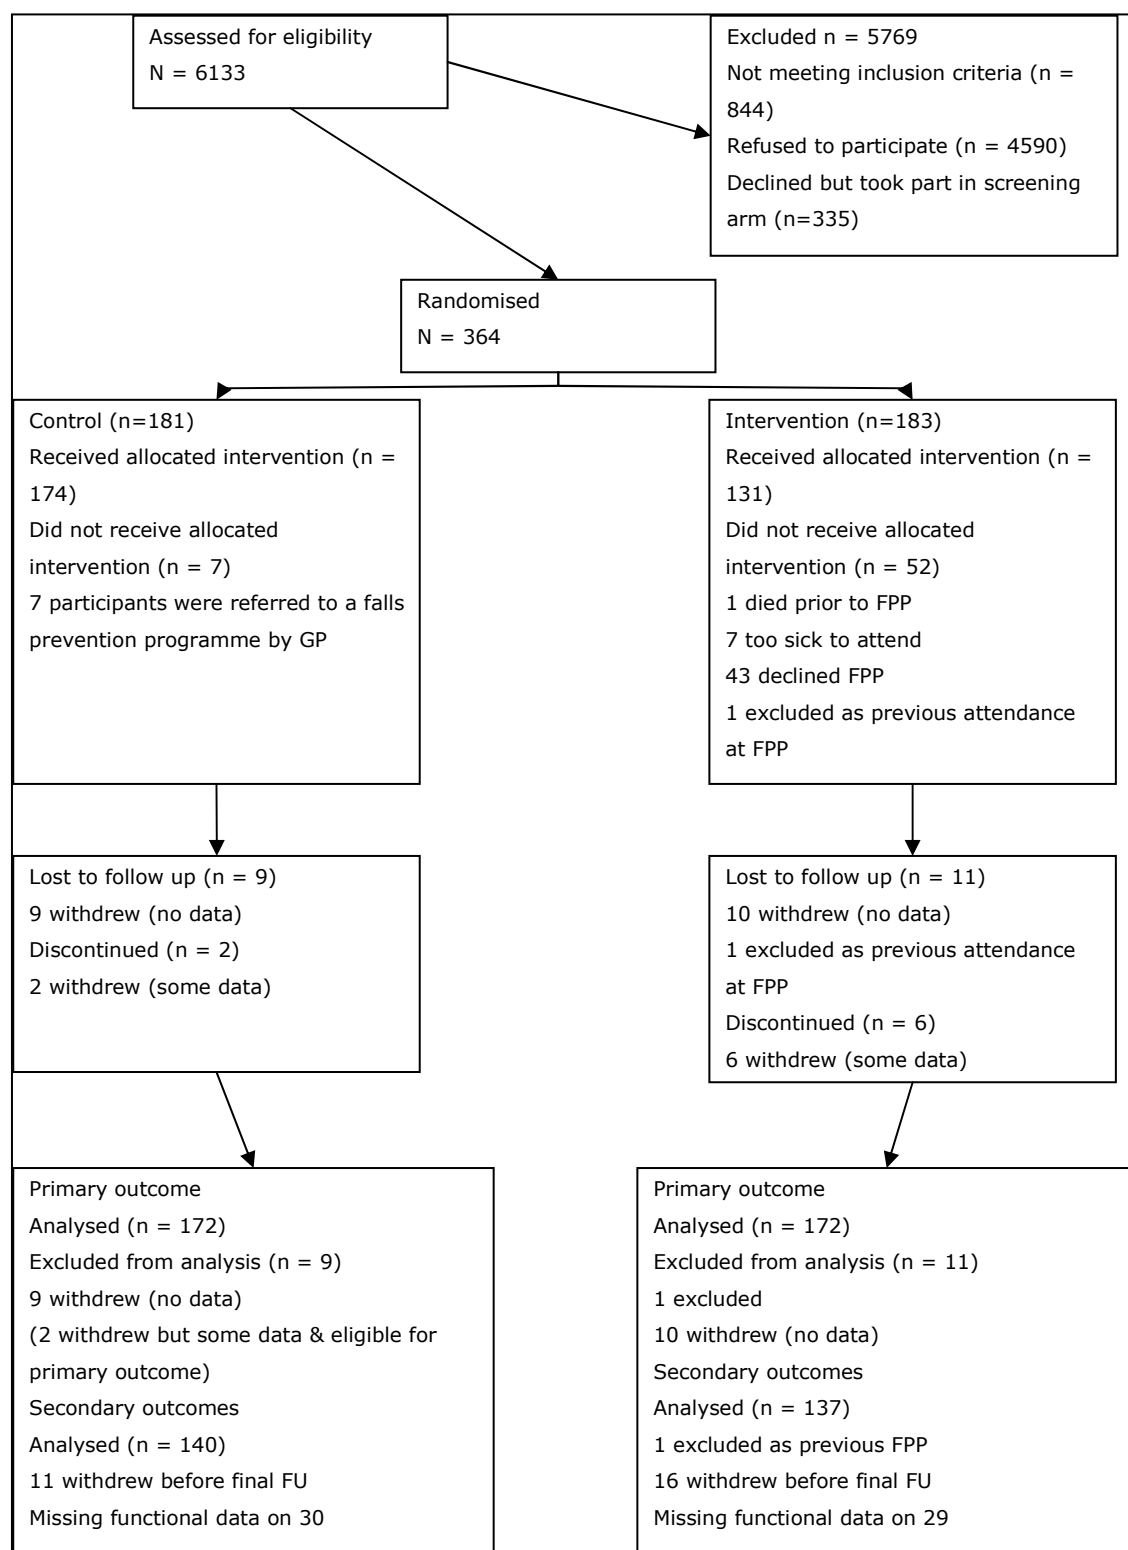 Assessed for eligibility
N = 6133
Excluded n = 5769
Not meeting inclusion criteria (n =
844)
Refused to participate (n = 4590)
Declined but took part in screening
arm (n=335)
Randomised
N = 364
Control (n=181)
Received allocated intervention (n =
174)
Did not receive allocated
intervention (n = 7)
7 participants were referred to a falls
prevention programme by GP
Intervention (n=183)
Received allocated intervention (n =
131)
Did not receive allocated
intervention (n = 52)
1 died prior to FPP
7 too sick to attend
43 declined FPP
1 excluded as previous attendance
at FPP
Lost to follow up (n = 9)
9 withdrew (no data)
Discontinued (n = 2)
2 withdrew (some data)
Lost to follow up (n = 11)
10 withdrew (no data)
1 excluded as previous attendance
at FPP
Discontinued (n = 6)
6 withdrew (some data)
Primary outcome
Analysed (n = 172)
Excluded from analysis (n = 9)
9 withdrew (no data)
(2 withdrew but some data & eligible for
primary outcome)
Secondary outcomes
Analysed (n = 140)
11 withdrew before final FU
Missing functional data on 30
Primary outcome
Analysed (n = 172)
Excluded from analysis (n = 11)
1 excluded
10 withdrew (no data)
Secondary outcomes
Analysed (n = 137)
1 excluded as previous FPP
16 withdrew before final FU
Missing functional data on 29